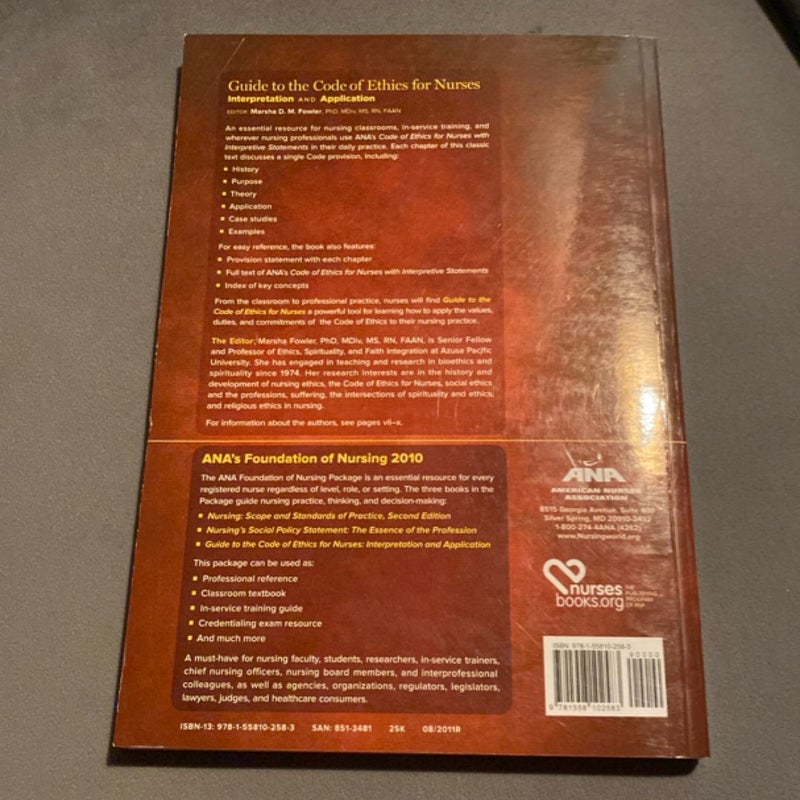 Guide to the Code of Ethics for Nurses
Interpretation AND Application
EDITOR: Marsha D. M. Fowler, PHD, MDiv, MS, RN, FAAN
An essential resource for nursing classrooms, in-service training, and
wherever nursing professionals use ANA's Code of Ethics for Nurses with
Interpretive Statements in their daily practice. Each chapter of this classic
text discusses a single Code provision, including:
• History
• Purpose
• Theory
• Application
• Case studies
• Examples
For easy reference, the book also features:
• Provision statement with each chapter
• Full text of ANA's Code of Ethics for Nurses with Interpretive Statements
• Index of key concepts
From the classroom to professional practice, nurses will find Guide to the
Code of Ethics for Nurses a powerful tool for learning how to apply the values,
duties, and commitments of the Code of Ethics to their nursing practice.
The Editor, Marsha Fowler, PhD, MDiv, MS, RN, FAAN, is Senior Fellow
and Professor of Ethics, Spirituality, and Faith Integration at Azusa Pacific
University. She has engaged in teaching and research in bioethics and
spirituality since 1974. Her research interests are in the history and
development of nursing ethics, the Code of Ethics for Nurses, social ethics
and the professions, suffering, the intersections of spirituality and ethics,
and religious ethics in nursing.
For information about the authors, see pages vii–x.
ANA's Foundation of Nursing 2010
The ANA Foundation of Nursing Package is an essential resource for every
registered nurse regardless of level, role, or setting. The three books in the
Package guide nursing practice, thinking, and decision-making:
• Nursing: Scope and Standards of Practice, Second Edition
• Nursing's Social Policy Statement: The Essence of the Profession
• Guide to the Code of Ethics for Nurses: Interpretation and Application
This package can be used as:
• Professional reference
• Classroom textbook
• In-service training guide
• Credentialing exam resource
• And much more
A must-have for nursing faculty, students, researchers, in-service trainers,
chief nursing officers, nursing board members, and interprofessional
colleagues, as well as agencies, organizations, regulators, legislators,
lawyers, judges, and healthcare consumers.
ISBN-13: 978-1-55810-258-3 SAN: 851-3481 25K 08/2011R
ANA
AMERICAN NURSES
ASSOCIATION
8515 Georgia Avenue, Suite 400
Silver Spring, MD 20910-3492
1-800-274-4ANA (4262)
www.Nursingworld.org
nurses
books.org
THE
PUBLISHING
PROGRAM
OF ANA
ISBN: 978-1-55810-258-3
90000
9 781558 102583